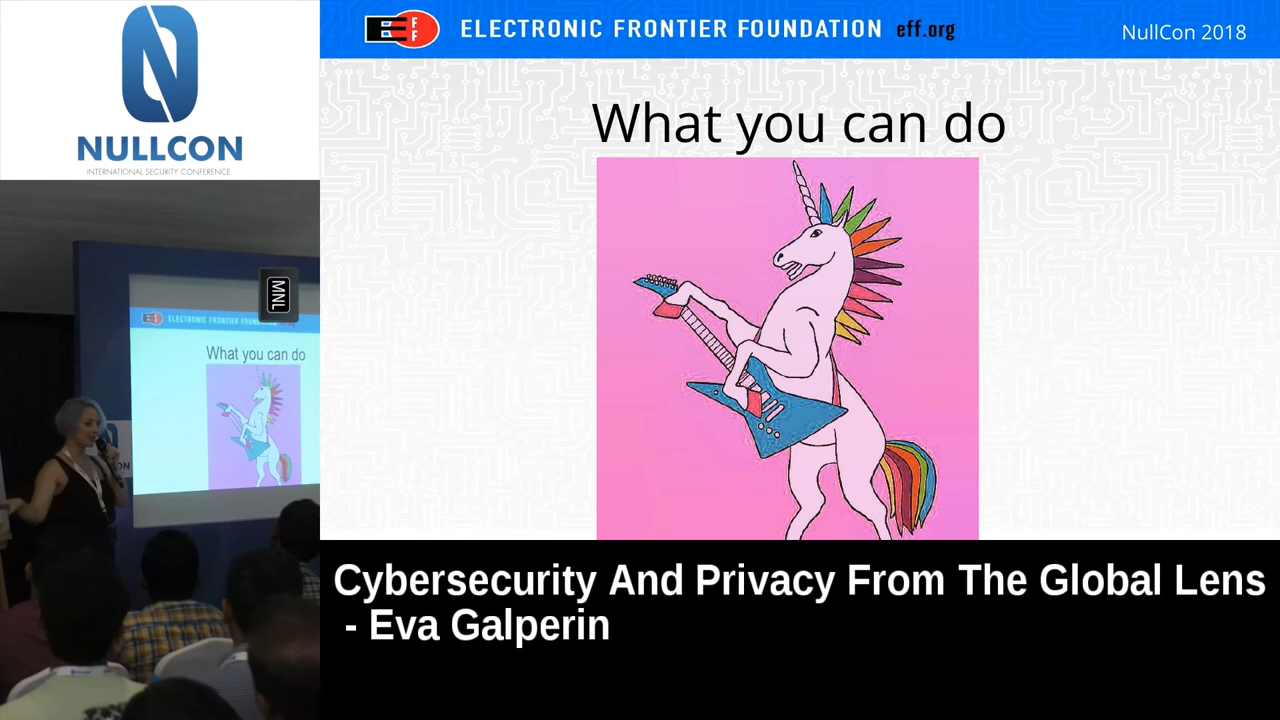 NULLCON
INTERNATIONAL SECURITY CONFERENCE
EFF
ELECTRONIC FRONTIER FOUNDATION eff.org
NullCon 2018
What you can do
MNL
ELECTRONIC FRONTIER
What you can do
Cybersecurity And Privacy From The Global Lens
- Eva Galperin